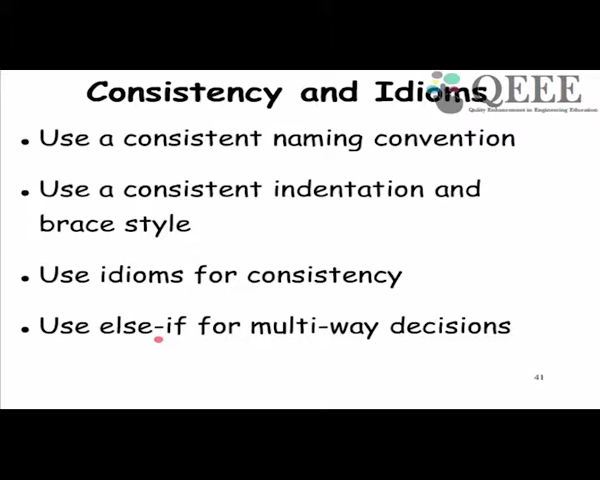 Consistency and Idioms
QEEE
Quality Enhancement in Engineering Education
• Use a consistent naming convention
• Use a consistent indentation and
brace style
• Use idioms for consistency
• Use else-if for multi-way decisions
41